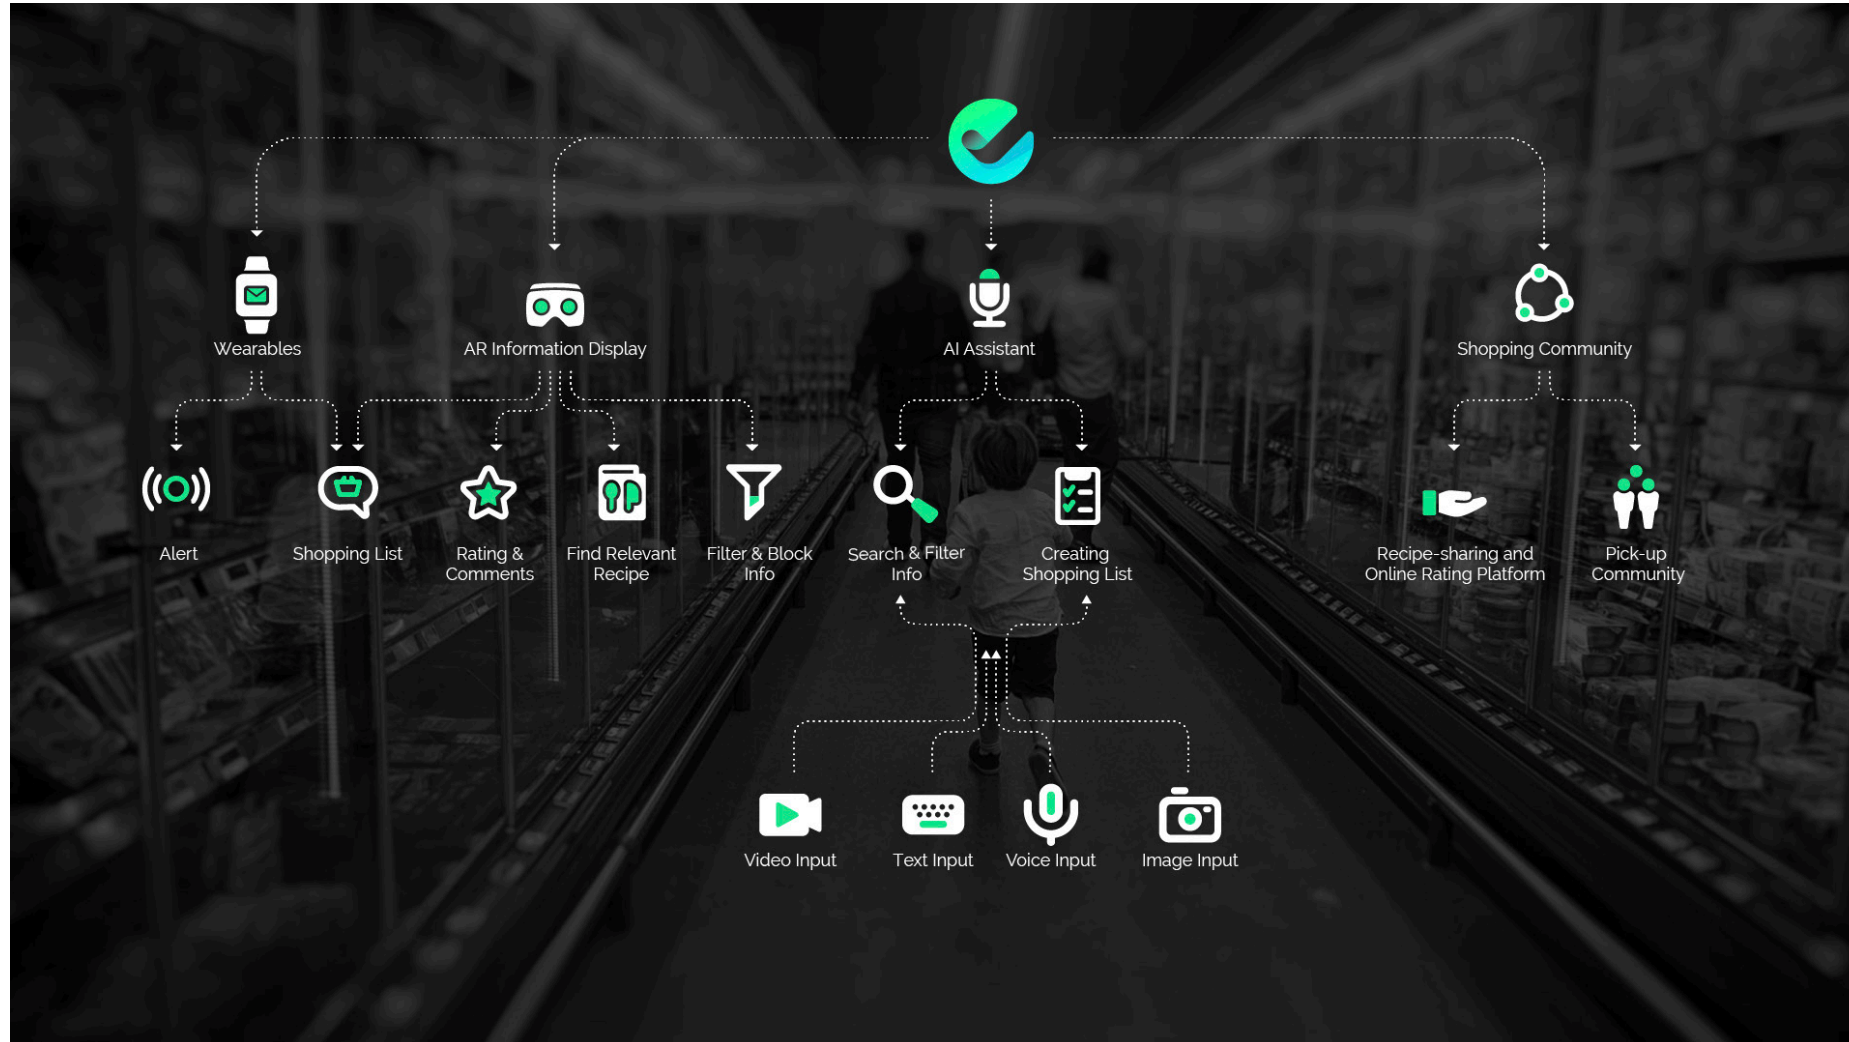 Wearables
AR Information Display
AI Assistant
Shopping Community
Alert
Shopping List
Rating &
Comments
Find Relevant
Recipe
Filter & Block
Info
Search & Filter
Info
Creating
Shopping List
Recipe-sharing and
Online Rating Platform
Pick-up
Community
Video Input
Text Input
Voice Input
Image Input